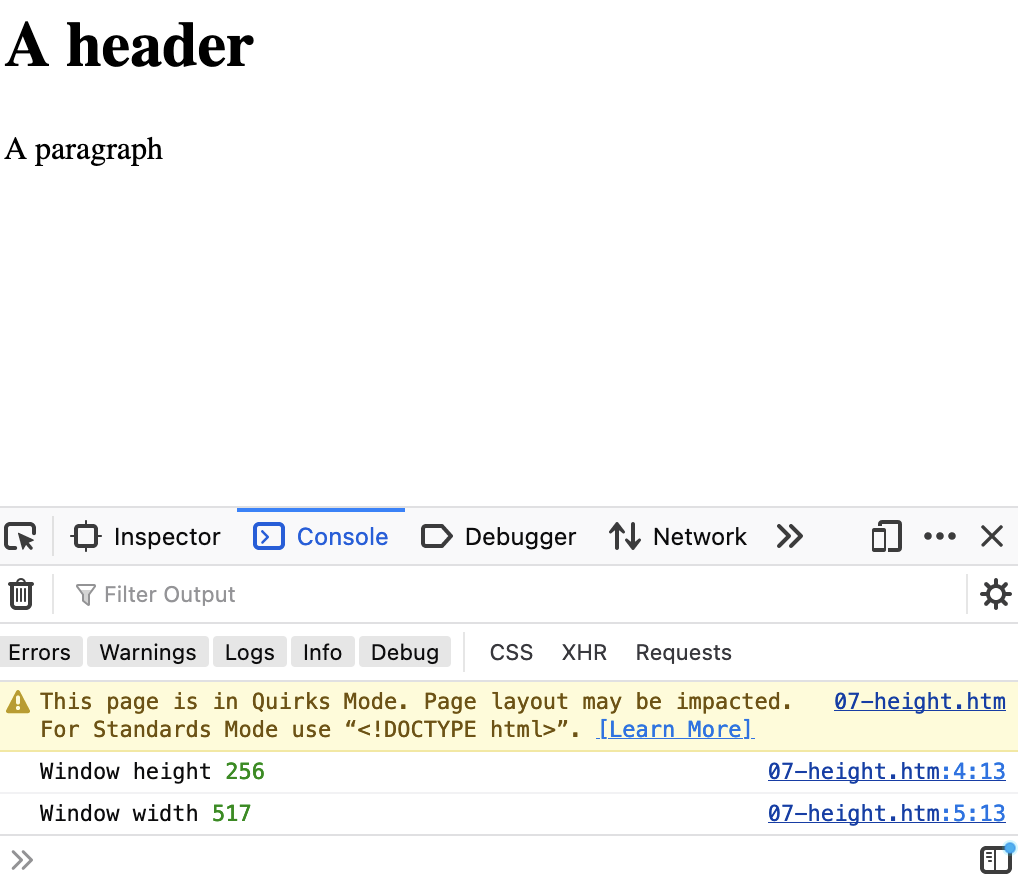 A header
A paragraph
Inspector Console Debugger Network
Filter Output
Errors Warnings Logs Info Debug CSS XHR Requests
This page is in Quirks Mode. Page layout may be impacted. 07-height.htm
For Standards Mode use “<!DOCTYPE html>”. [Learn More]
Window height 256 07-height.htm:4:13
Window width 517 07-height.htm:5:13